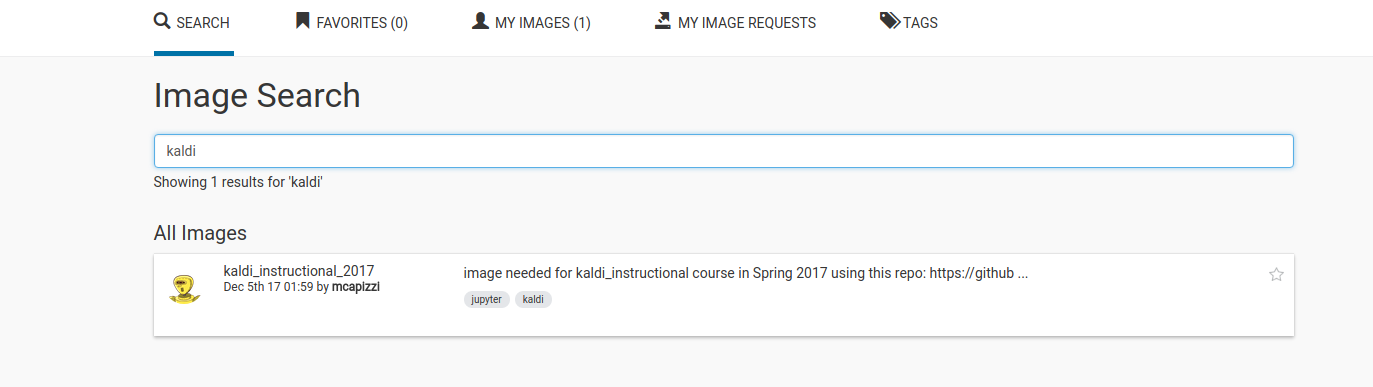 SEARCH FAVORITES (0) MY IMAGES (1) MY IMAGE REQUESTS TAGS
Image Search
kaldi
Showing 1 results for 'kaldi'
All Images
kaldi_instructional_2017
Dec 5th 17 01:59 by mcapizzi
image needed for kaldi_instructional course in Spring 2017 using this repo: https://github ...
jupyter kaldi